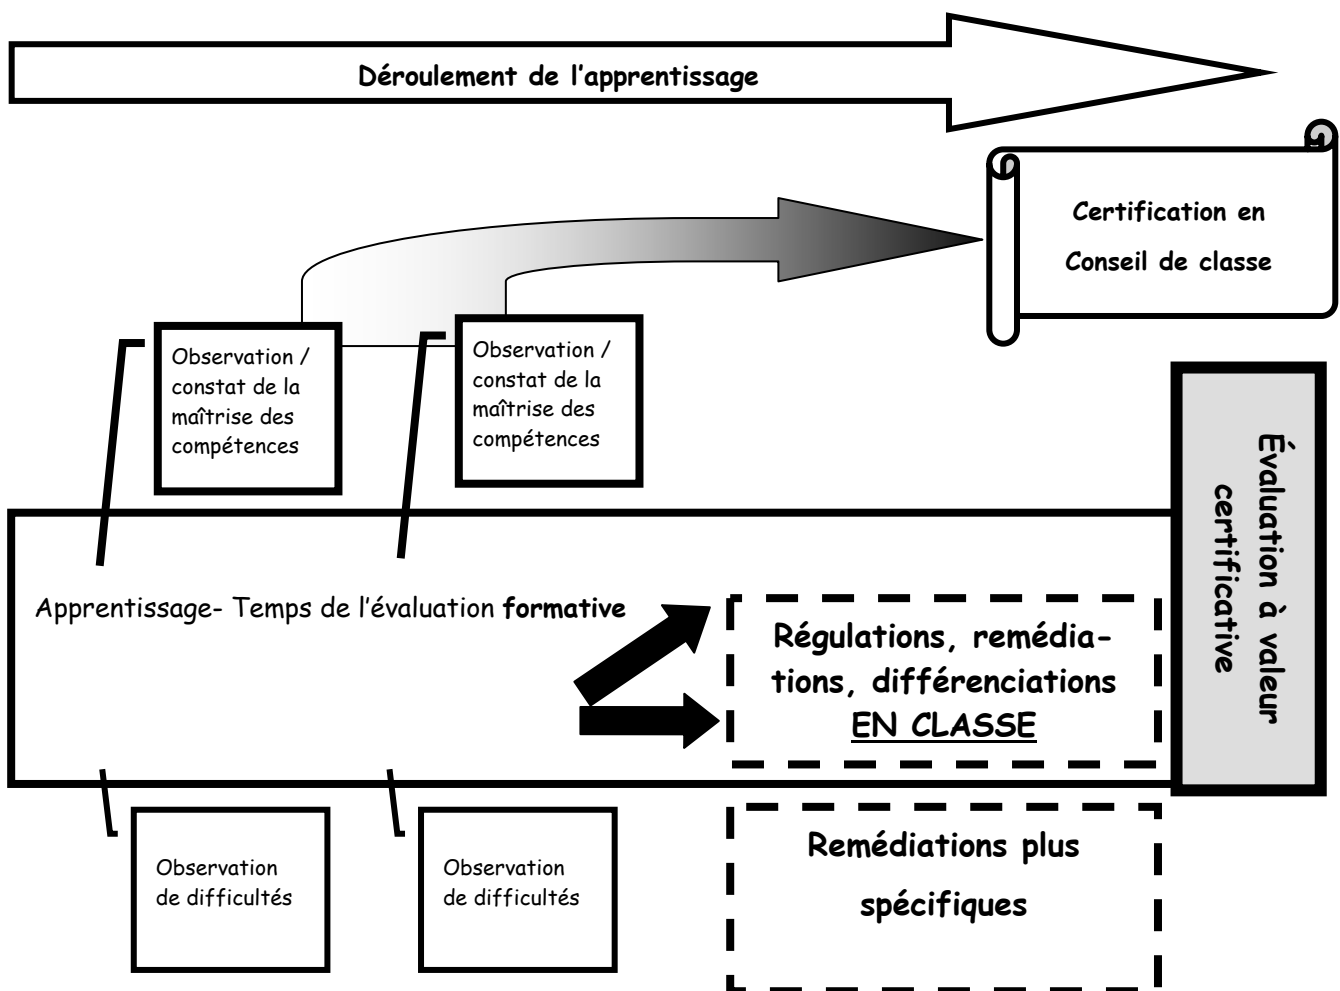 Déroulement de l'apprentissage
Certification en
Conseil de classe
Observation /
constat de la
maîtrise des
compétences
Observation /
constat de la
maîtrise des
compétences
Évaluation à valeur
certificative
Apprentissage- Temps de l'évaluation formative
Régulations, remédia-
tions, différenciations
EN CLASSE
Observation
de difficultés
Observation
de difficultés
Remédiations plus
spécifiques